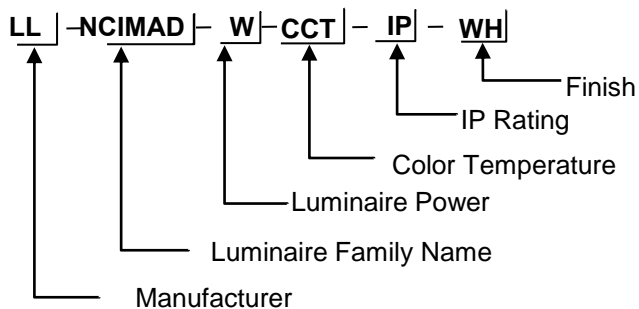 LL – NCIMAD – W – CCT – IP – WH
Finish
IP Rating
Color Temperature
Luminaire Power
Luminaire Family Name
Manufacturer